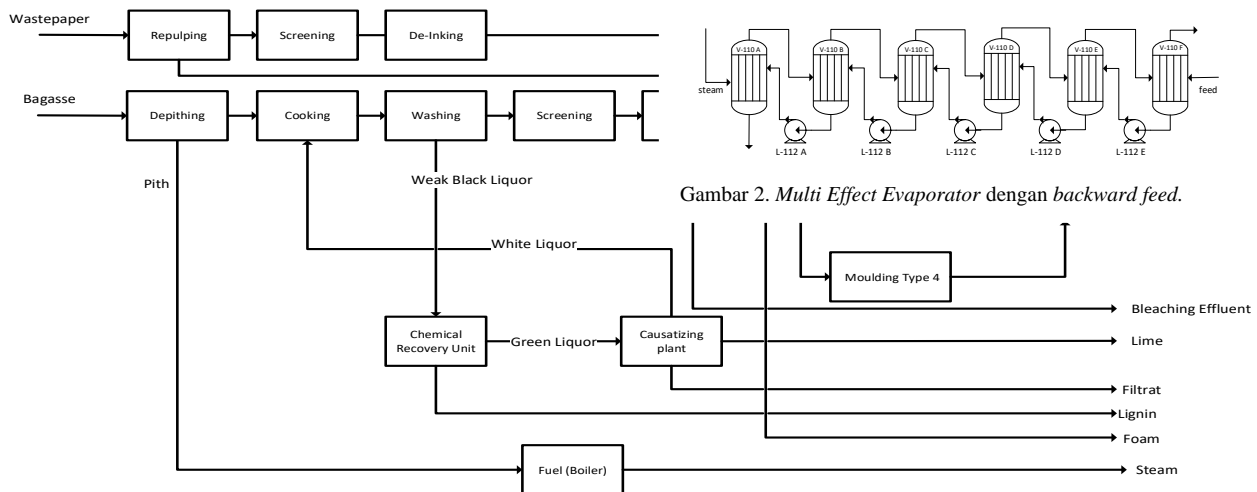 Wastepaper
Repulping
Screening
De-Inking
V-110 A
V-110 B
V-110 C
V-110 D
V-110 E
V-110 F
steam
feed
L-112 A
L-112 B
L-112 C
L-112 D
L-112 E
Gambar 2. Multi Effect Evaporator dengan backward feed.
Bagasse
Depithing
Cooking
Washing
Screening
Pith
Weak Black Liquor
White Liquor
Moulding Type 4
Bleaching Effluent
Chemical
Recovery Unit
Green Liquor
Causatizing
plant
Lime
Filtrat
Lignin
Foam
Fuel (Boiler)
Steam